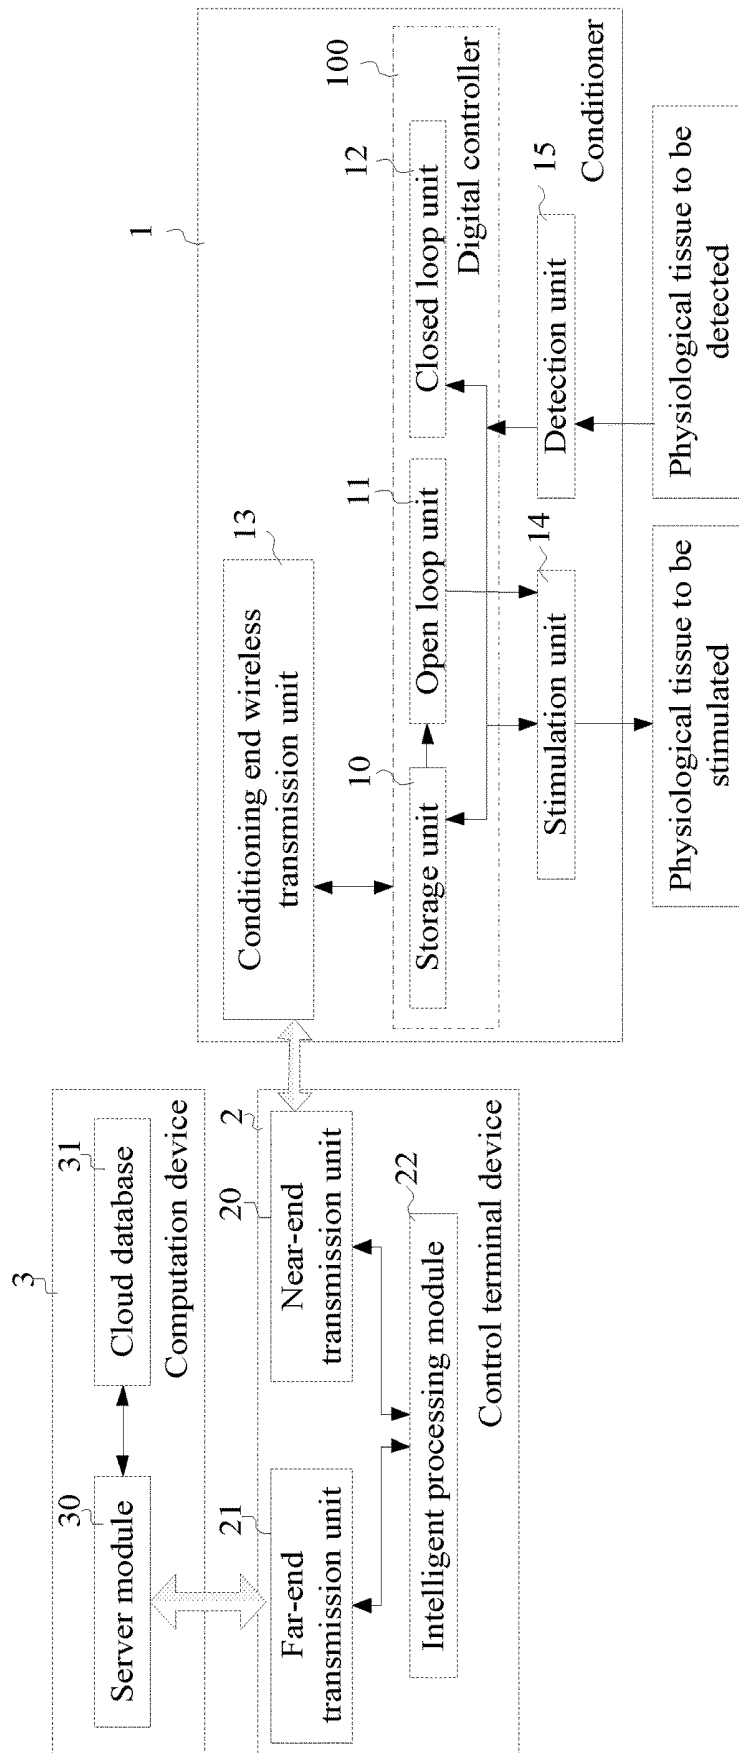 3
30
Server module
31
Cloud database
Computation device
2
21
Far-end
transmission unit
20
Near-end
transmission unit
22
Intelligent processing module
Control terminal device
1
13
Conditioning end wireless
transmission unit
100
10
Storage unit
11
Open loop unit
12
Closed loop unit
Digital controller
14
Stimulation unit
15
Detection unit
Conditioner
Physiological tissue to be
stimulated
Physiological tissue to be
detected